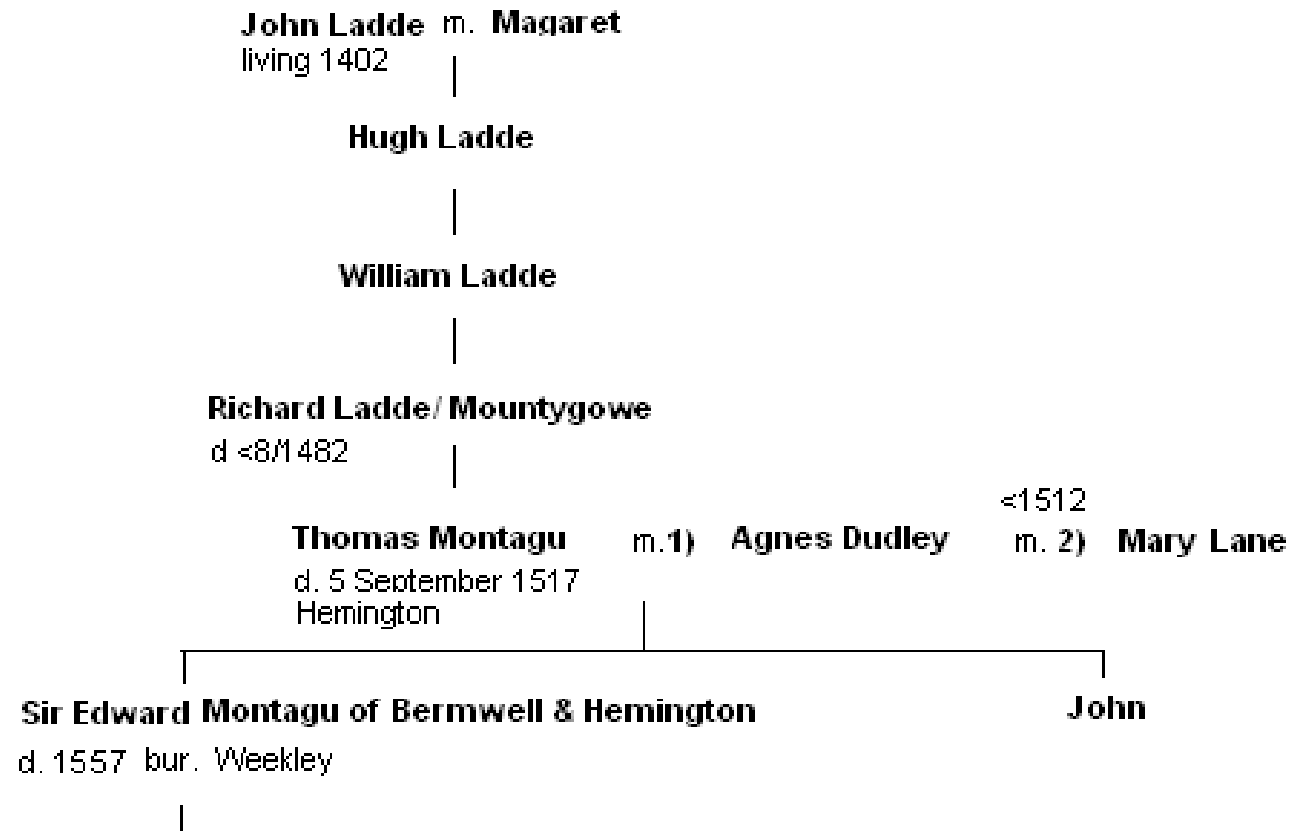 John Ladde m. Magaret
living 1402
Hugh Ladde
William Ladde
Richard Ladde/ Mountygowe
d <8/1482
<1512
Thomas Montagu m.1) Agnes Dudley m. 2) Mary Lane
d. 5 September 1517
Hemington
Sir Edward Montagu of Bermwell & Hemington John
d. 1557 bur. Weekley